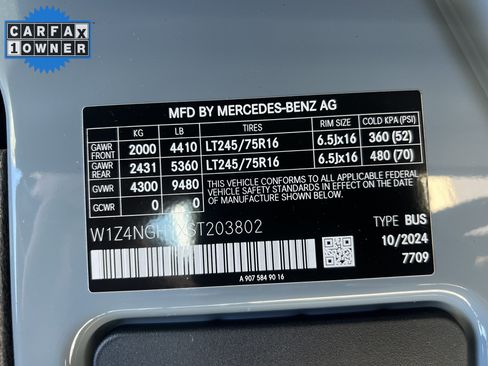 CARFAX
1 OWNER
MFD BY MERCEDES-BENZ AG
KG LB TIRES RIM SIZE COLD KPA (PSI)
GAWR FRONT 2000 4410 LT245/75R16 6.5Jx16 360 (52)
GAWR REAR 2431 5360 LT245/75R16 6.5Jx16 480 (70)
GVWR 4300 9480
GCWR 0 0
THIS VEHICLE CONFORMS TO ALL APPLICABLE FEDERAL
MOTOR VEHICLE SAFETY STANDARDS IN EFFECT ON
THE DATE OF MANUFACTURE SHOWN ABOVE.
ST203802
TYPE BUS
10/2024
7709
A 907 584 90 16